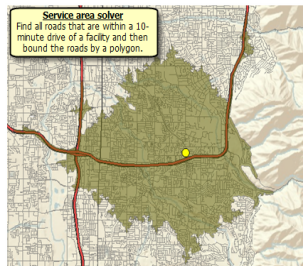 Service area solver
Find all roads that are within a 10-
minute drive of a facility and then
bound the roads by a polygon.